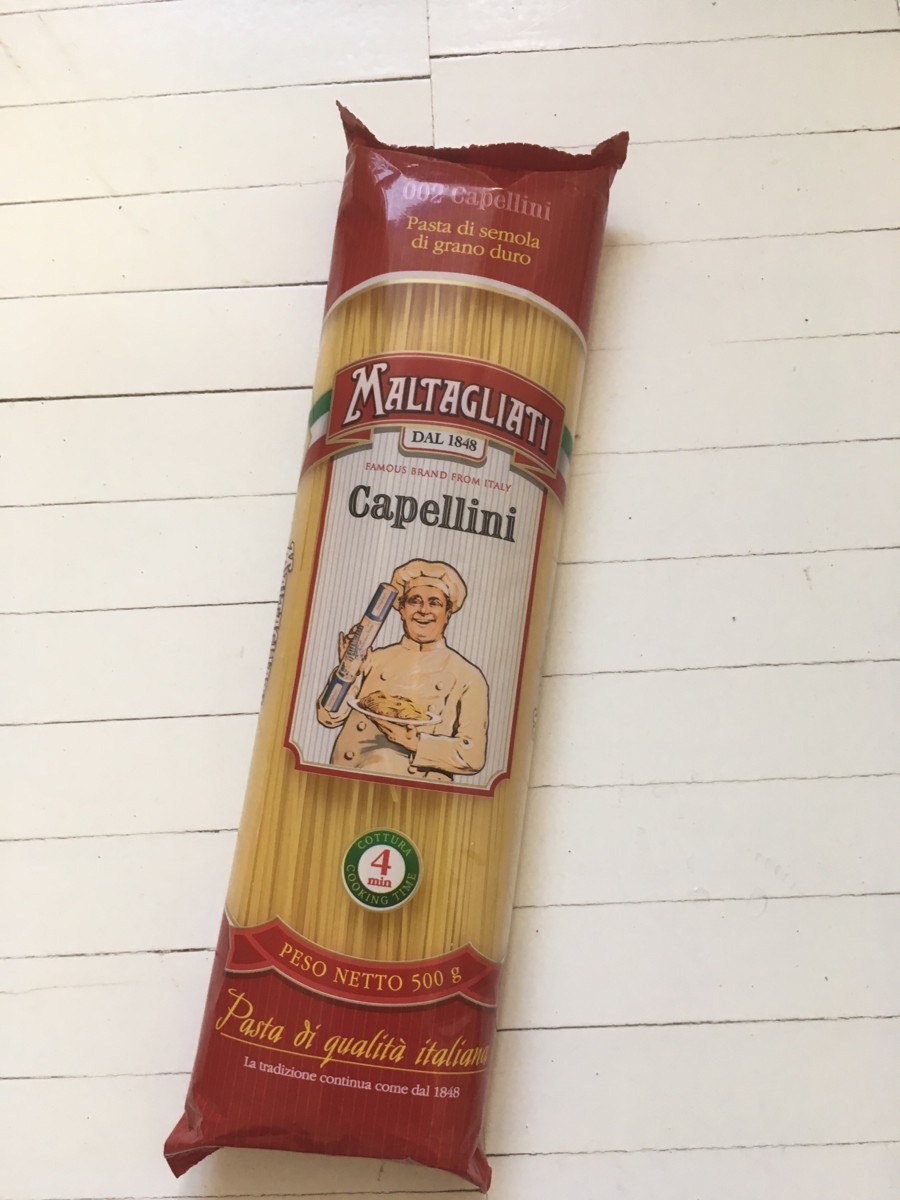 002 Capellini
Pasta di semola
di grano duro
MALTAGLIATI
DAL 1848
FAMOUS BRAND FROM ITALY
Capellini
COTTURA
4
min
COOKING TIME
PESO NETTO 500 g
Pasta di qualità italiana
La tradizione continua come dal 1848